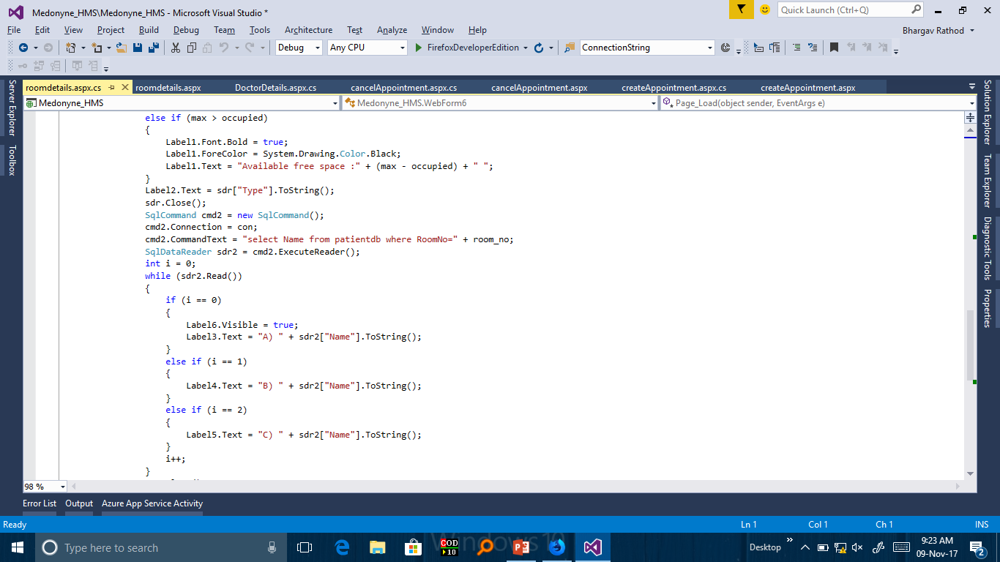 Medonyne_HMS\Medonyne_HMS - Microsoft Visual Studio *
Quick Launch (Ctrl+Q)
File Edit View Project Build Debug Team Tools Architecture Test Analyze Window Help
Bhargav Rathod
Debug Any CPU FirefoxDeveloperEdition ConnectionString
roomdetails.aspx.cs roomdetails.aspx DoctorDetails.aspx.cs cancelAppointment.aspx.cs cancelAppointment.aspx createAppointment.aspx.cs createAppointment.aspx
Medonyne_HMS Medonyne_HMS.WebForm6 Page_Load(object sender, EventArgs e)
Server Explorer
Toolbox
else if (max > occupied)
{
Label1.Font.Bold = true;
Label1.ForeColor = System.Drawing.Color.Black;
Label1.Text = "Available free space :" + (max - occupied) + " ";
}
Label2.Text = sdr["Type"].ToString();
sdr.Close();
SqlCommand cmd2 = new SqlCommand();
cmd2.Connection = con;
cmd2.CommandText = "select Name from patientdb where RoomNo=" + room_no;
SqlDataReader sdr2 = cmd2.ExecuteReader();
int i = 0;
while (sdr2.Read())
{
if (i == 0)
{
Label6.Visible = true;
Label3.Text = "A) " + sdr2["Name"].ToString();
}
else if (i == 1)
{
Label4.Text = "B) " + sdr2["Name"].ToString();
}
else if (i == 2)
{
Label5.Text = "C) " + sdr2["Name"].ToString();
}
i++;
}
Solution Explorer
Team Explorer
Diagnostic Tools
Properties
98 %
Error List Output Azure App Service Activity
Ready Ln 1 Col 1 Ch 1 INS
Type here to search
COD
10
Windows 10
Desktop
9:23 AM
09-Nov-17
2